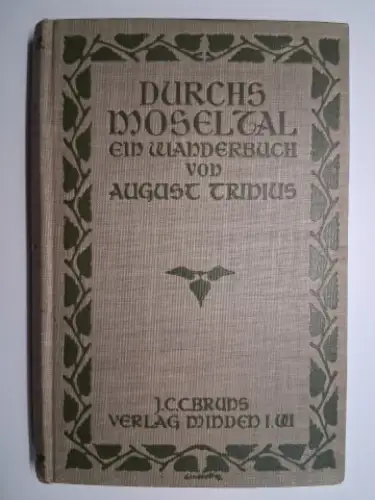 DURCHS
MOSELTAL
EIN WANDERBUCH
VON
AUGUST TRINIUS
J.C.C.BRUNS
VERLAG MINDEN I.W